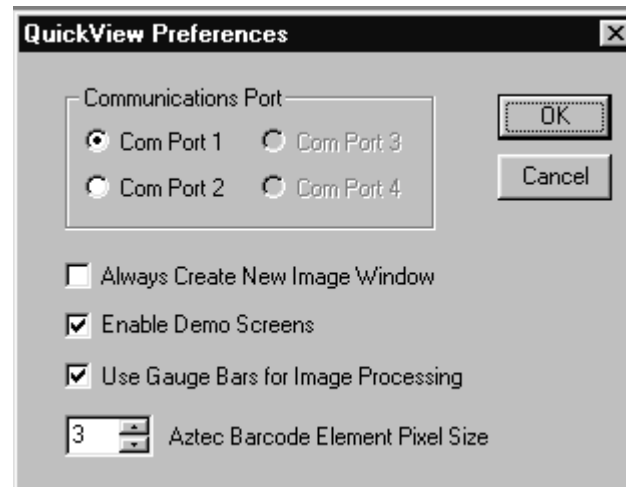 QuickView Preferences
Communications Port
Com Port 1 Com Port 3
Com Port 2 Com Port 4
OK
Cancel
Always Create New Image Window
Enable Demo Screens
Use Gauge Bars for Image Processing
3 Aztec Barcode Element Pixel Size